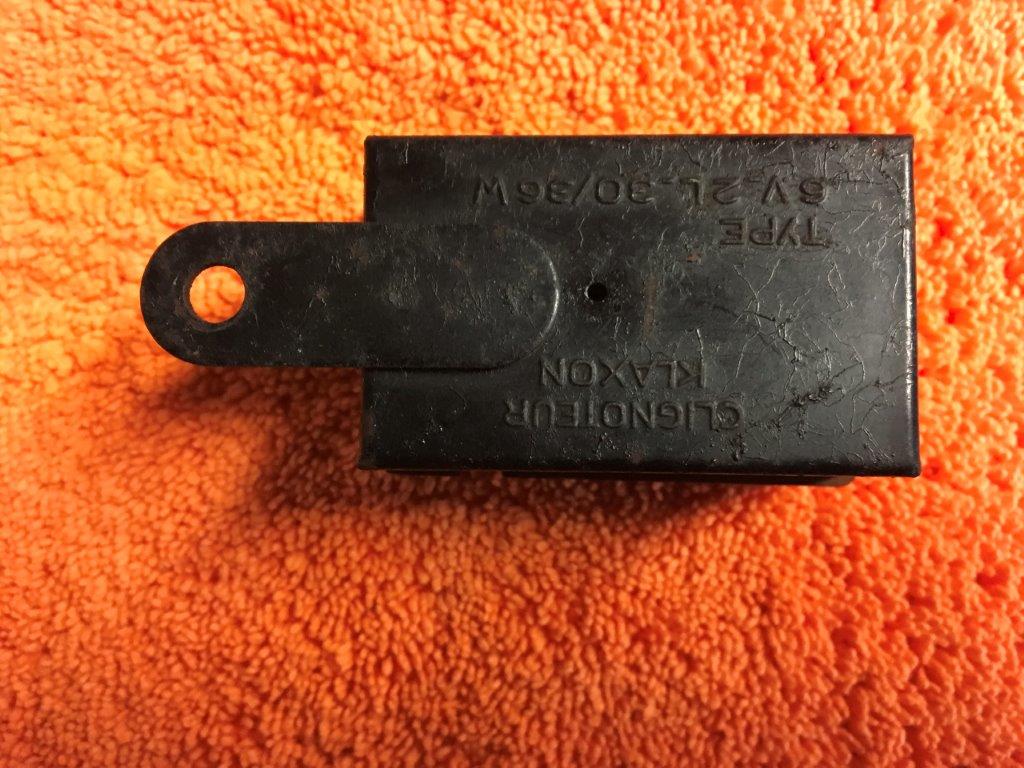 CLIGNOTEUR
KLAXON
TYPE
6V-2L.30/36W